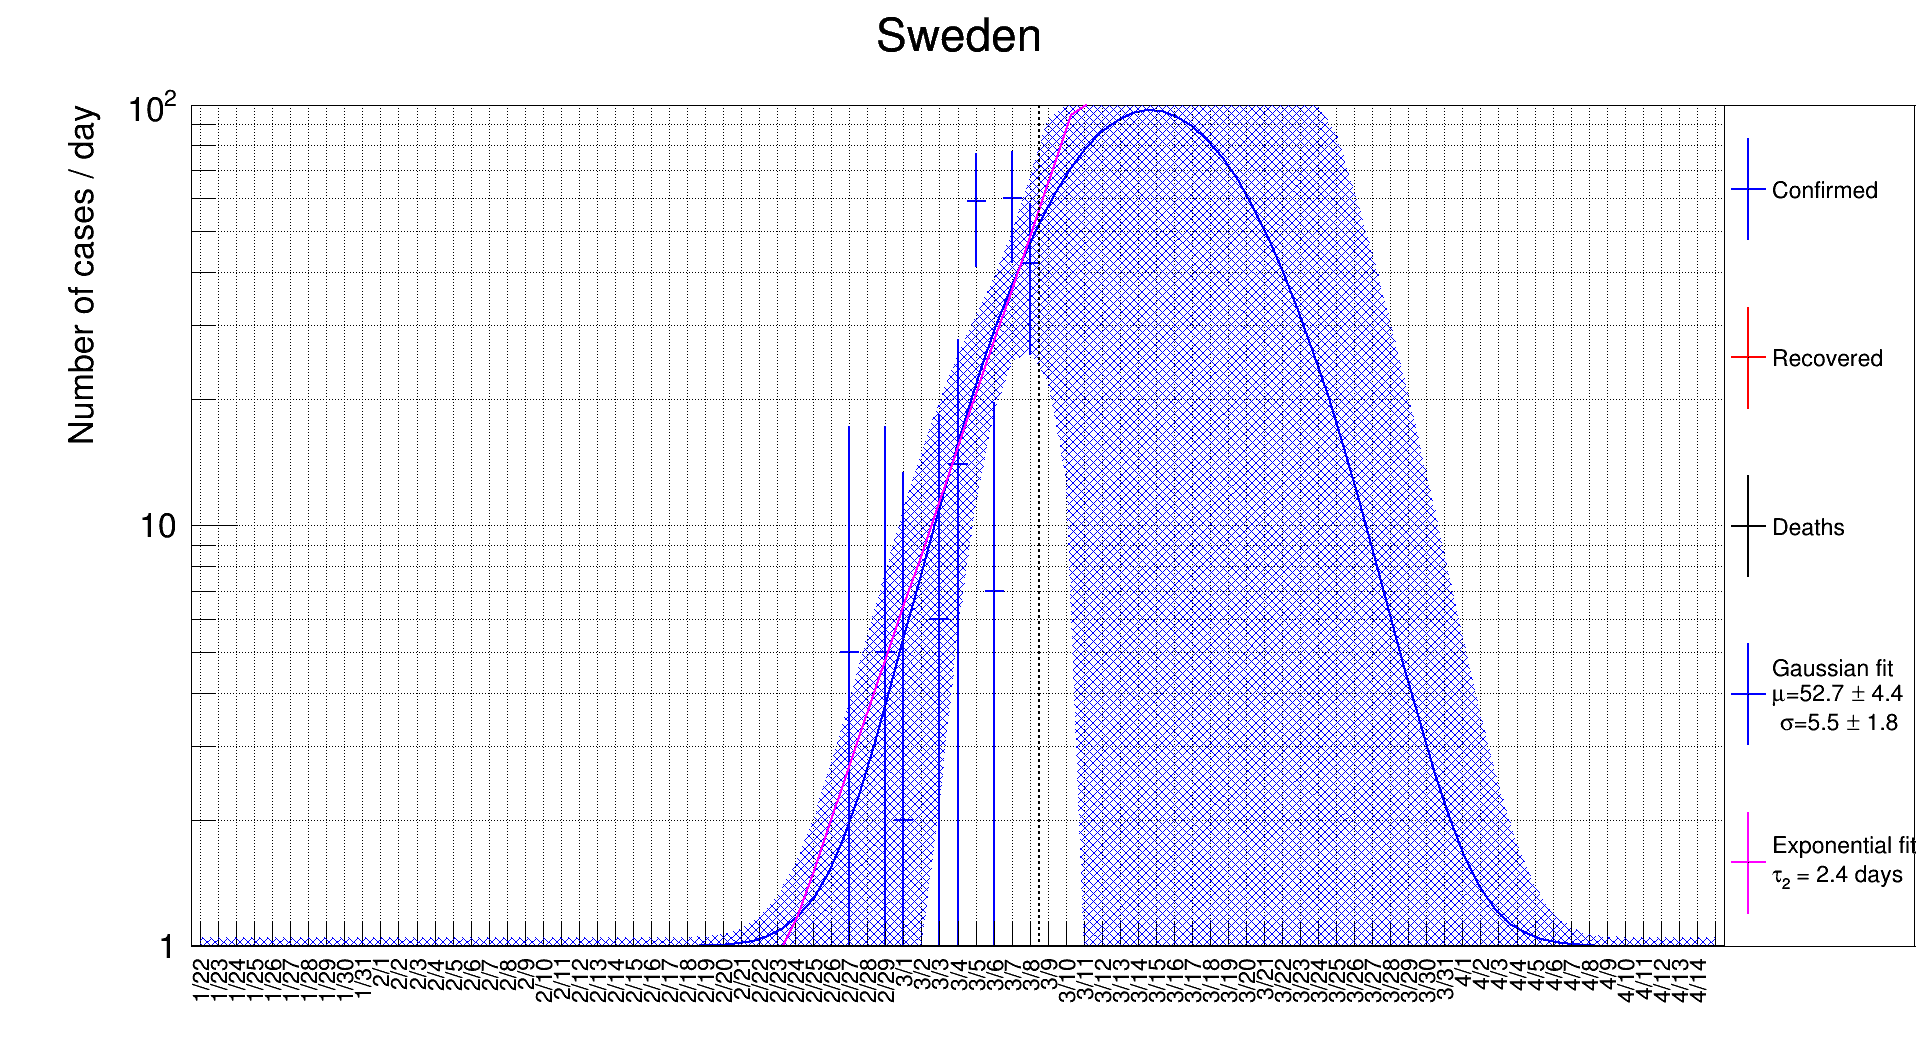 Sweden
Number of cases / day
10²
10
1
1/22 1/23 1/24 1/25 1/26 1/27 1/28 1/29 1/30 1/31 2/1 2/2 2/3 2/4 2/5 2/6 2/7 2/8 2/9 2/10 2/11 2/12 2/13 2/14 2/15 2/16 2/17 2/18 2/19 2/20 2/21 2/22 2/23 2/24 2/25 2/26 2/27 2/28 2/29 3/1 3/2 3/3 3/4 3/5 3/6 3/7 3/8 3/9 3/10 3/11 3/12 3/13 3/14 3/15 3/16 3/17 3/18 3/19 3/20 3/21 3/22 3/23 3/24 3/25 3/26 3/27 3/28 3/29 3/30 3/31 4/1 4/2 4/3 4/4 4/5 4/6 4/7 4/8 4/9 4/10 4/11 4/12 4/13 4/14
Confirmed
Recovered
Deaths
Gaussian fit
μ=52.7 ± 4.4
σ=5.5 ± 1.8
Exponential fit
τ₂ = 2.4 days